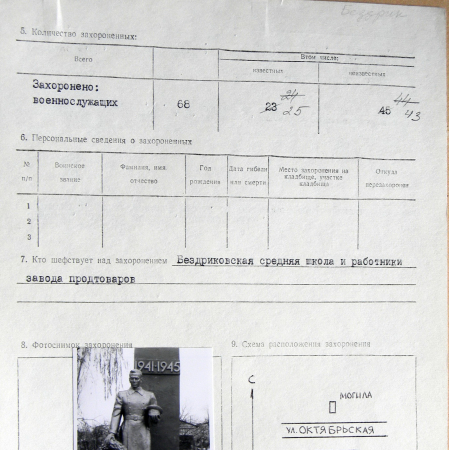 5. Количество захороненных:
Всего
В том числе:
известных
неизвестных
Захоронено:
военнослужащих
68
23 24 25
45 44 43
6. Персональные сведения о захороненных
№ п/п
Воинское звание
Фамилия, имя, отчество
Год рождения
Дата гибели или смерти
Место захоронения на кладбище, участке кладбища
Откуда перезахоронен
1
2
3
7. Кто шефствует над захоронением Бездриковская средняя школа и работники
завода продтоваров
8. Фотоснимок захоронения
9. Схема расположения захоронения
1941-1945
С
МОГИЛА
УЛ. ОКТЯБРЬСКАЯ